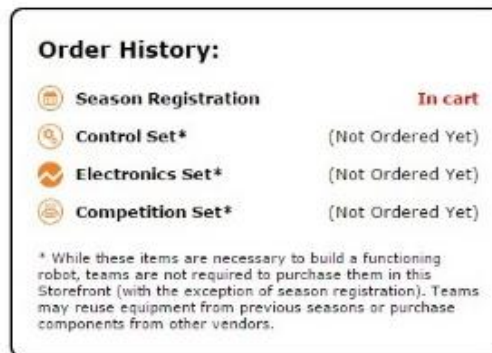 Order History:
Season Registration In cart
Control Set* (Not Ordered Yet)
Electronics Set* (Not Ordered Yet)
Competition Set* (Not Ordered Yet)
* While these items are necessary to build a functioning
robot, teams are not required to purchase them in this
Storefront (with the exception of season registration). Teams
may reuse equipment from previous seasons or purchase
components from other vendors.